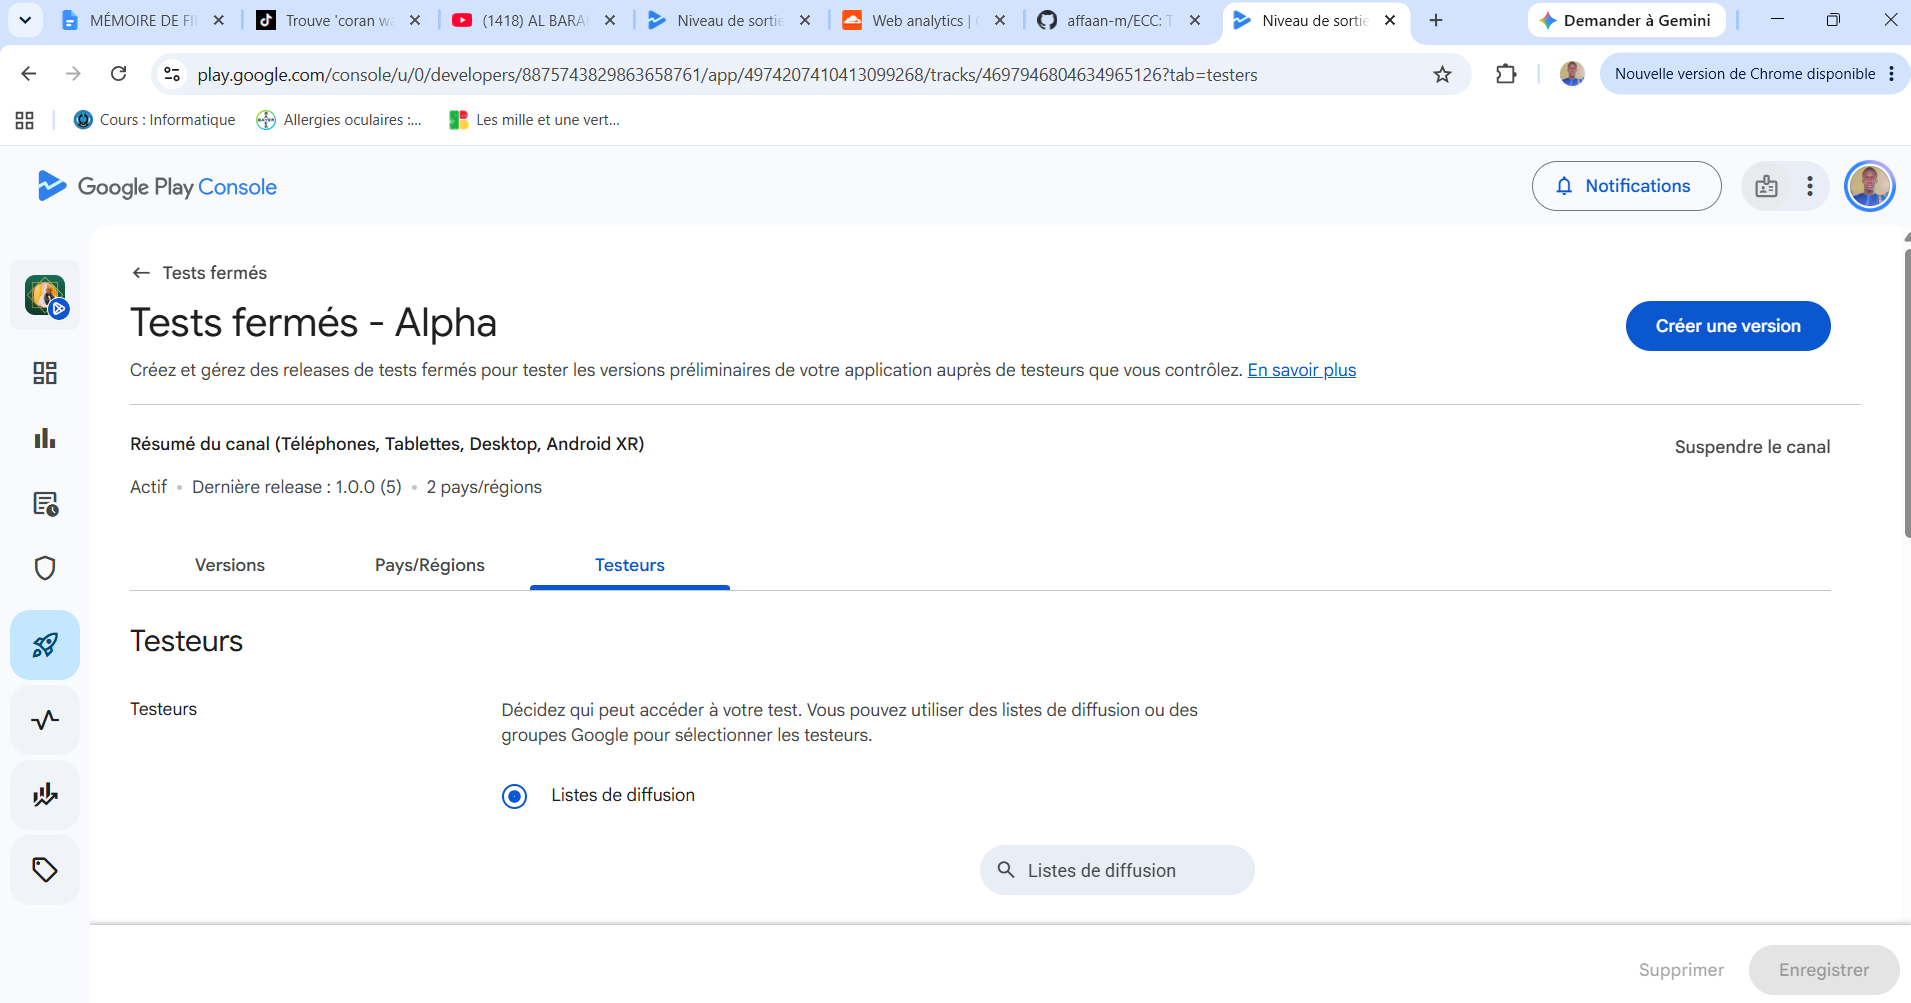 MÉMOIRE DE FI
Trouve 'coran wa
(1418) AL BARA
Niveau de sortie
Web analytics |
affaan-m/ECC: T
Niveau de sortie
Demander à Gemini
play.google.com/console/u/0/developers/8875743829863658761/app/4974207410413099268/tracks/4697946804634965126?tab=testers
Nouvelle version de Chrome disponible
Cours : Informatique
Allergies oculaires :...
Les mille et une vert...
Google Play Console
Notifications
Tests fermés
Tests fermés - Alpha
Créer une version
Créez et gérez des releases de tests fermés pour tester les versions préliminaires de votre application auprès de testeurs que vous contrôlez. En savoir plus
Résumé du canal (Téléphones, Tablettes, Desktop, Android XR)
Suspendre le canal
Actif • Dernière release : 1.0.0 (5) • 2 pays/régions
Versions
Pays/Régions
Testeurs
Testeurs
Testeurs
Décidez qui peut accéder à votre test. Vous pouvez utiliser des listes de diffusion ou des
groupes Google pour sélectionner les testeurs.
Listes de diffusion
Listes de diffusion
Supprimer
Enregistrer